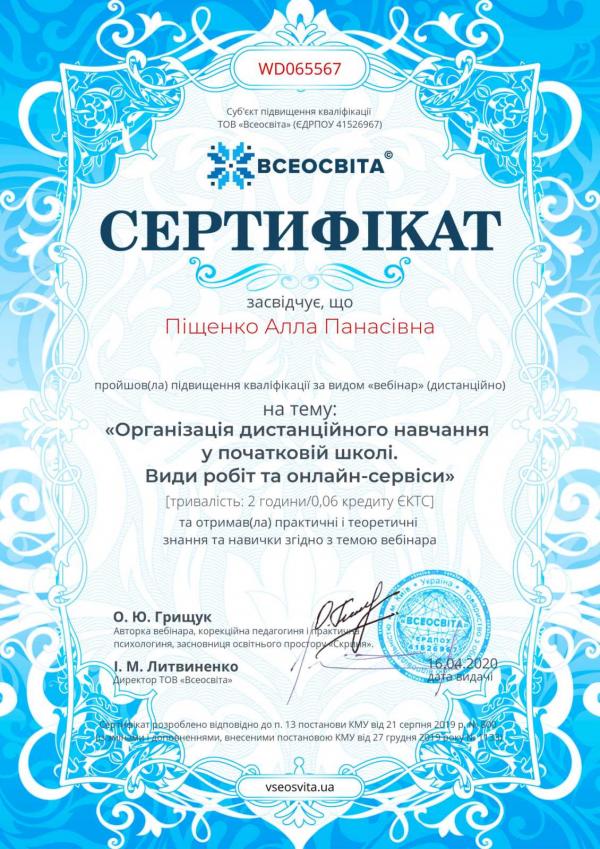 WD065567
Суб'єкт підвищення кваліфікації
ТОВ «Всеосвіта» (ЄДРПОУ 41526967)
ВСЕОСВІТА©
СЕРТИФІКАТ
засвідчує, що
Піщенко Алла Панасівна
пройшов(ла) підвищення кваліфікації за видом «вебінар» (дистанційно)
на тему:
«Організація дистанційного навчання
у початковій школі.
Види робіт та онлайн-сервіси»
[тривалість: 2 години/0,06 кредиту ЄКТС]
та отримав(ла) практичні і теоретичні
знання та навички згідно з темою вебінара
О. Ю. Грищук
Авторка вебінара, корекційна педагогиня і практична
психологиня, засновниця освітнього простору «Скриня».
І. М. Литвиненко
Директор ТОВ «Всеосвіта»
Київ • Україна • Товариство з
«ВСЕОСВІТА»
ЄДРПОУ
41526967
16.04.2020
дата видачі
Сертифікат розроблено відповідно до п. 13 постанови КМУ від 21 серпня 2019 р. № 800
(зі змінами і доповненнями, внесеними постановою КМУ від 27 грудня 2019 року № 1133)
vseosvita.ua